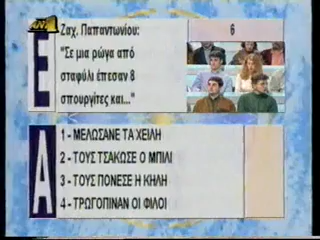 ΑΝΤ1
Ζαχ. Παπαντωνίου:
"Σε μια ρώγα από
σταφύλι έπεσαν 8
σπουργίτες και..."
6
Ε
Α
1 - ΜΕΛΩΣΑΝΕ ΤΑ ΧΕΙΛΗ
2 - ΤΟΥΣ ΤΣΑΚΩΣΕ Ο ΜΠΙΛΙ
3 - ΤΟΥΣ ΠΟΝΕΣΕ Η ΚΗΛΗ
4 - ΤΡΩΓΟΠΙΝΑΝ ΟΙ ΦΙΛΟΙ